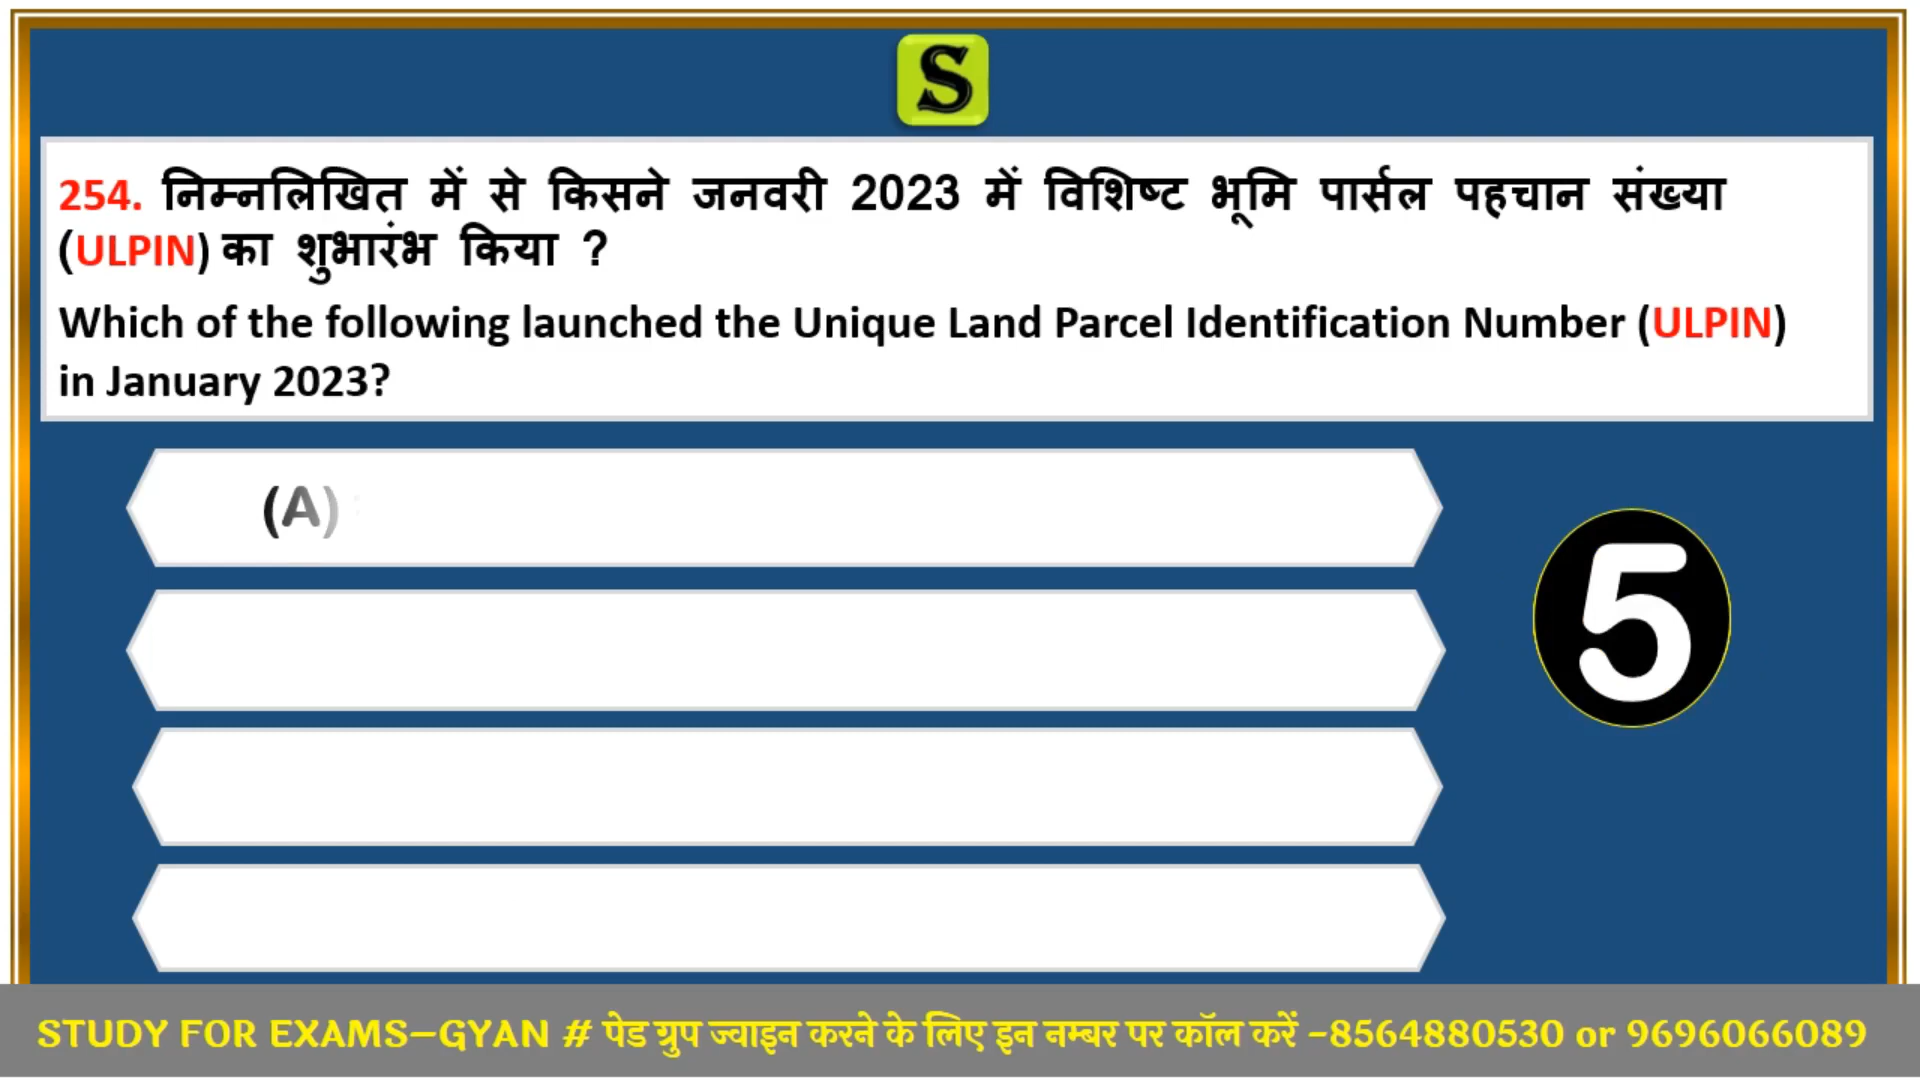 S
254. निम्नलिखित में से किसने जनवरी 2023 में विशिष्ट भूमि पार्सल पहचान संख्या
(ULPIN) का शुभारंभ किया ?
Which of the following launched the Unique Land Parcel Identification Number (ULPIN)
in January 2023?
(A)
5
STUDY FOR EXAMS–GYAN # पेड ग्रुप ज्वाइन करने के लिए इन नम्बर पर कॉल करें -8564880530 or 9696066089